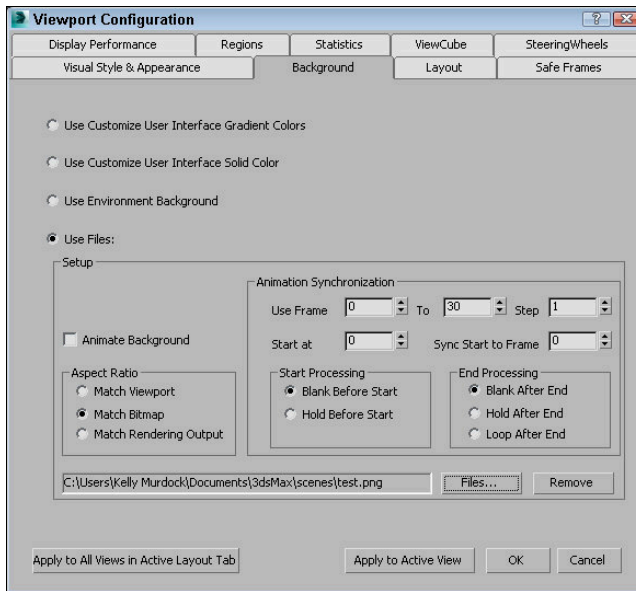 Viewport Configuration
Display Performance
Regions
Statistics
ViewCube
SteeringWheels
Visual Style & Appearance
Background
Layout
Safe Frames
Use Customize User Interface Gradient Colors
Use Customize User Interface Solid Color
Use Environment Background
Use Files:
Setup
Animation Synchronization
Use Frame 0 To 30 Step 1
Animate Background
Start at 0 Sync Start to Frame 0
Aspect Ratio
Match Viewport
Match Bitmap
Match Rendering Output
Start Processing
Blank Before Start
Hold Before Start
End Processing
Blank After End
Hold After End
Loop After End
C:\Users\Kelly Murdock\Documents\3dsMax\scenes\test.png
Files...
Remove
Apply to All Views in Active Layout Tab
Apply to Active View
OK
Cancel